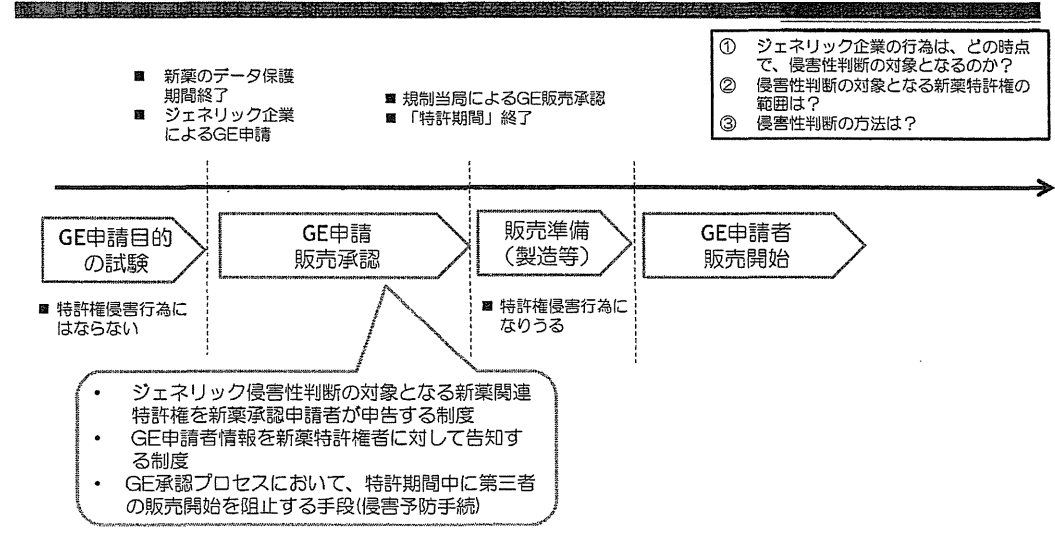 ① ジェネリック企業の行為は、どの時点
で、侵害性判断の対象となるのか？
② 侵害性判断の対象となる新薬特許権の
範囲は？
③ 侵害性判断の方法は？
■ 新薬のデータ保護
期間終了
■ ジェネリック企業
によるGE申請
■ 規制当局によるGE販売承認
■ 「特許期間」終了
GE申請目的
の試験
GE申請
販売承認
販売準備
（製造等）
GE申請者
販売開始
■ 特許権侵害行為に
はならない
■ 特許権侵害行為に
なりうる
・ ジェネリック侵害性判断の対象となる新薬関連
特許権を新薬承認申請者が申告する制度
・ GE申請者情報を新薬特許権者に対して告知す
る制度
・ GE承認プロセスにおいて、特許期間中に第三者
の販売開始を阻止する手段(侵害予防手続)